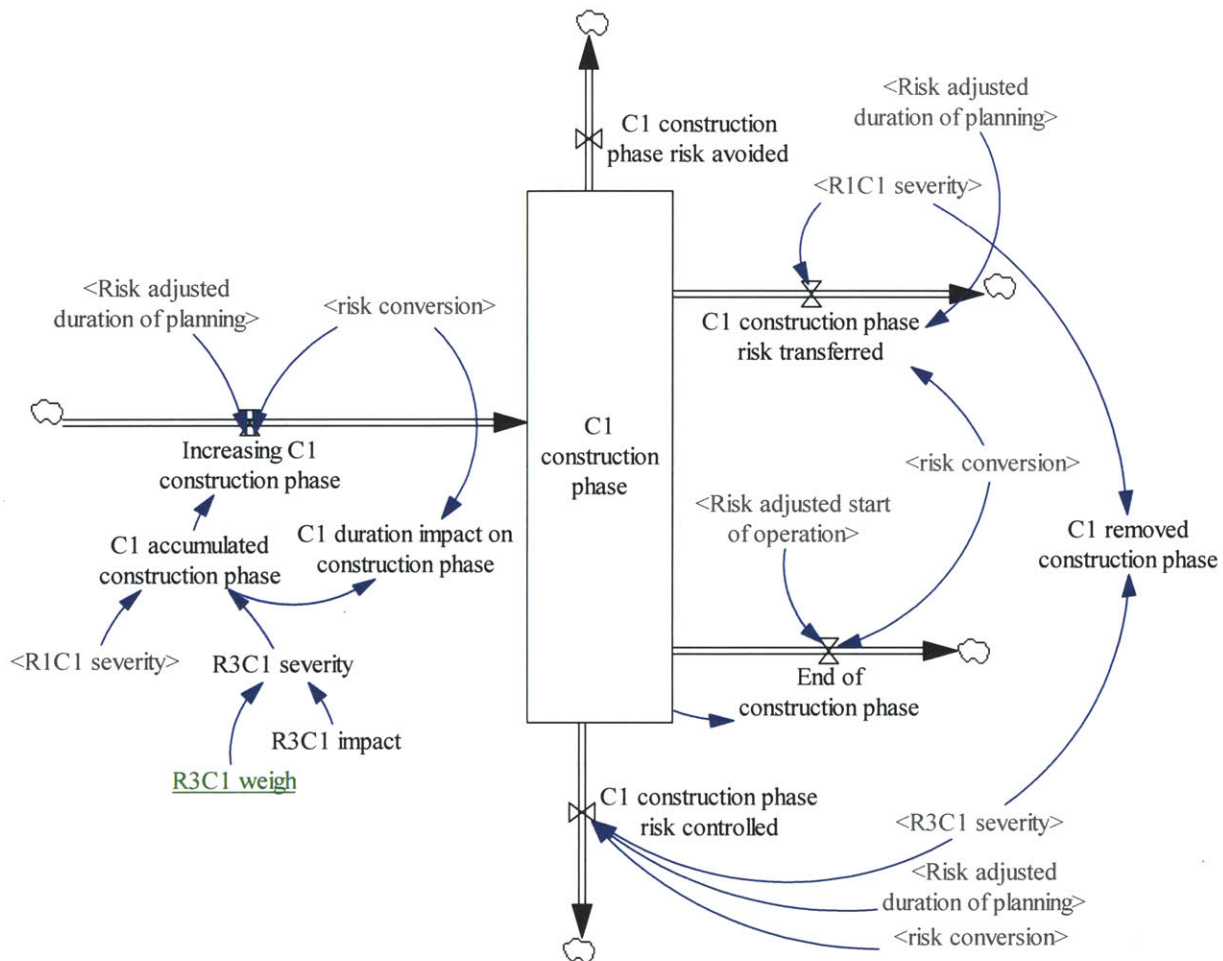 C1 construction
phase risk avoided
<Risk adjusted
duration of planning>
<R1C1 severity>
<Risk adjusted
duration of planning>
<risk conversion>
C1 construction phase
risk transferred
Increasing C1
construction phase
C1
construction
phase
<risk conversion>
<Risk adjusted start
of operation>
C1 removed
construction phase
C1 accumulated
construction phase
C1 duration impact on
construction phase
<R1C1 severity>
R3C1 severity
End of
construction phase
R3C1 impact
R3C1 weigh
C1 construction phase
risk controlled
<R3C1 severity>
<Risk adjusted
duration of planning>
<risk conversion>